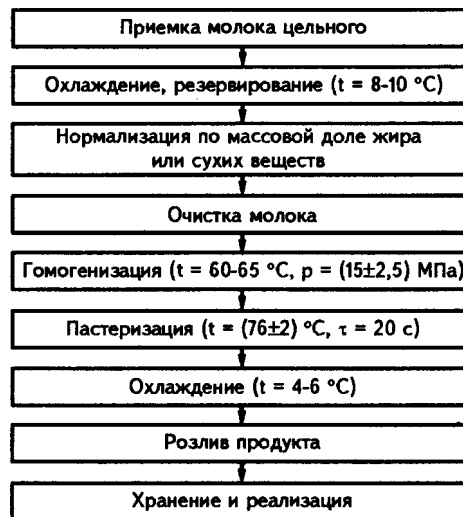 Приемка молока цельного
Охлаждение, резервирование (t = 8-10 °C)
Нормализация по массовой доле жира
или сухих веществ
Очистка молока
Гомогенизация (t = 60-65 °C, p = (15±2,5) МПа)
Пастеризация (t = (76±2) °C, τ = 20 с)
Охлаждение (t = 4-6 °C)
Розлив продукта
Хранение и реализация